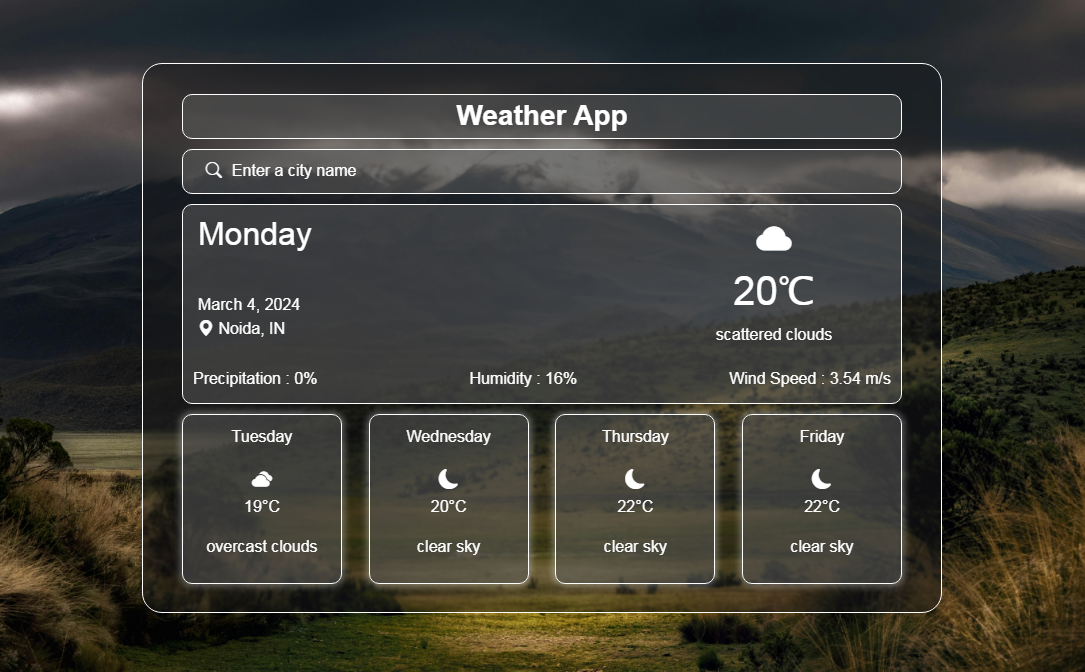 Weather App
Enter a city name
Monday
20℃
March 4, 2024
Noida, IN
scattered clouds
Precipitation : 0% Humidity : 16% Wind Speed : 3.54 m/s
Tuesday
19°C
overcast clouds
Wednesday
20°C
clear sky
Thursday
22°C
clear sky
Friday
22°C
clear sky